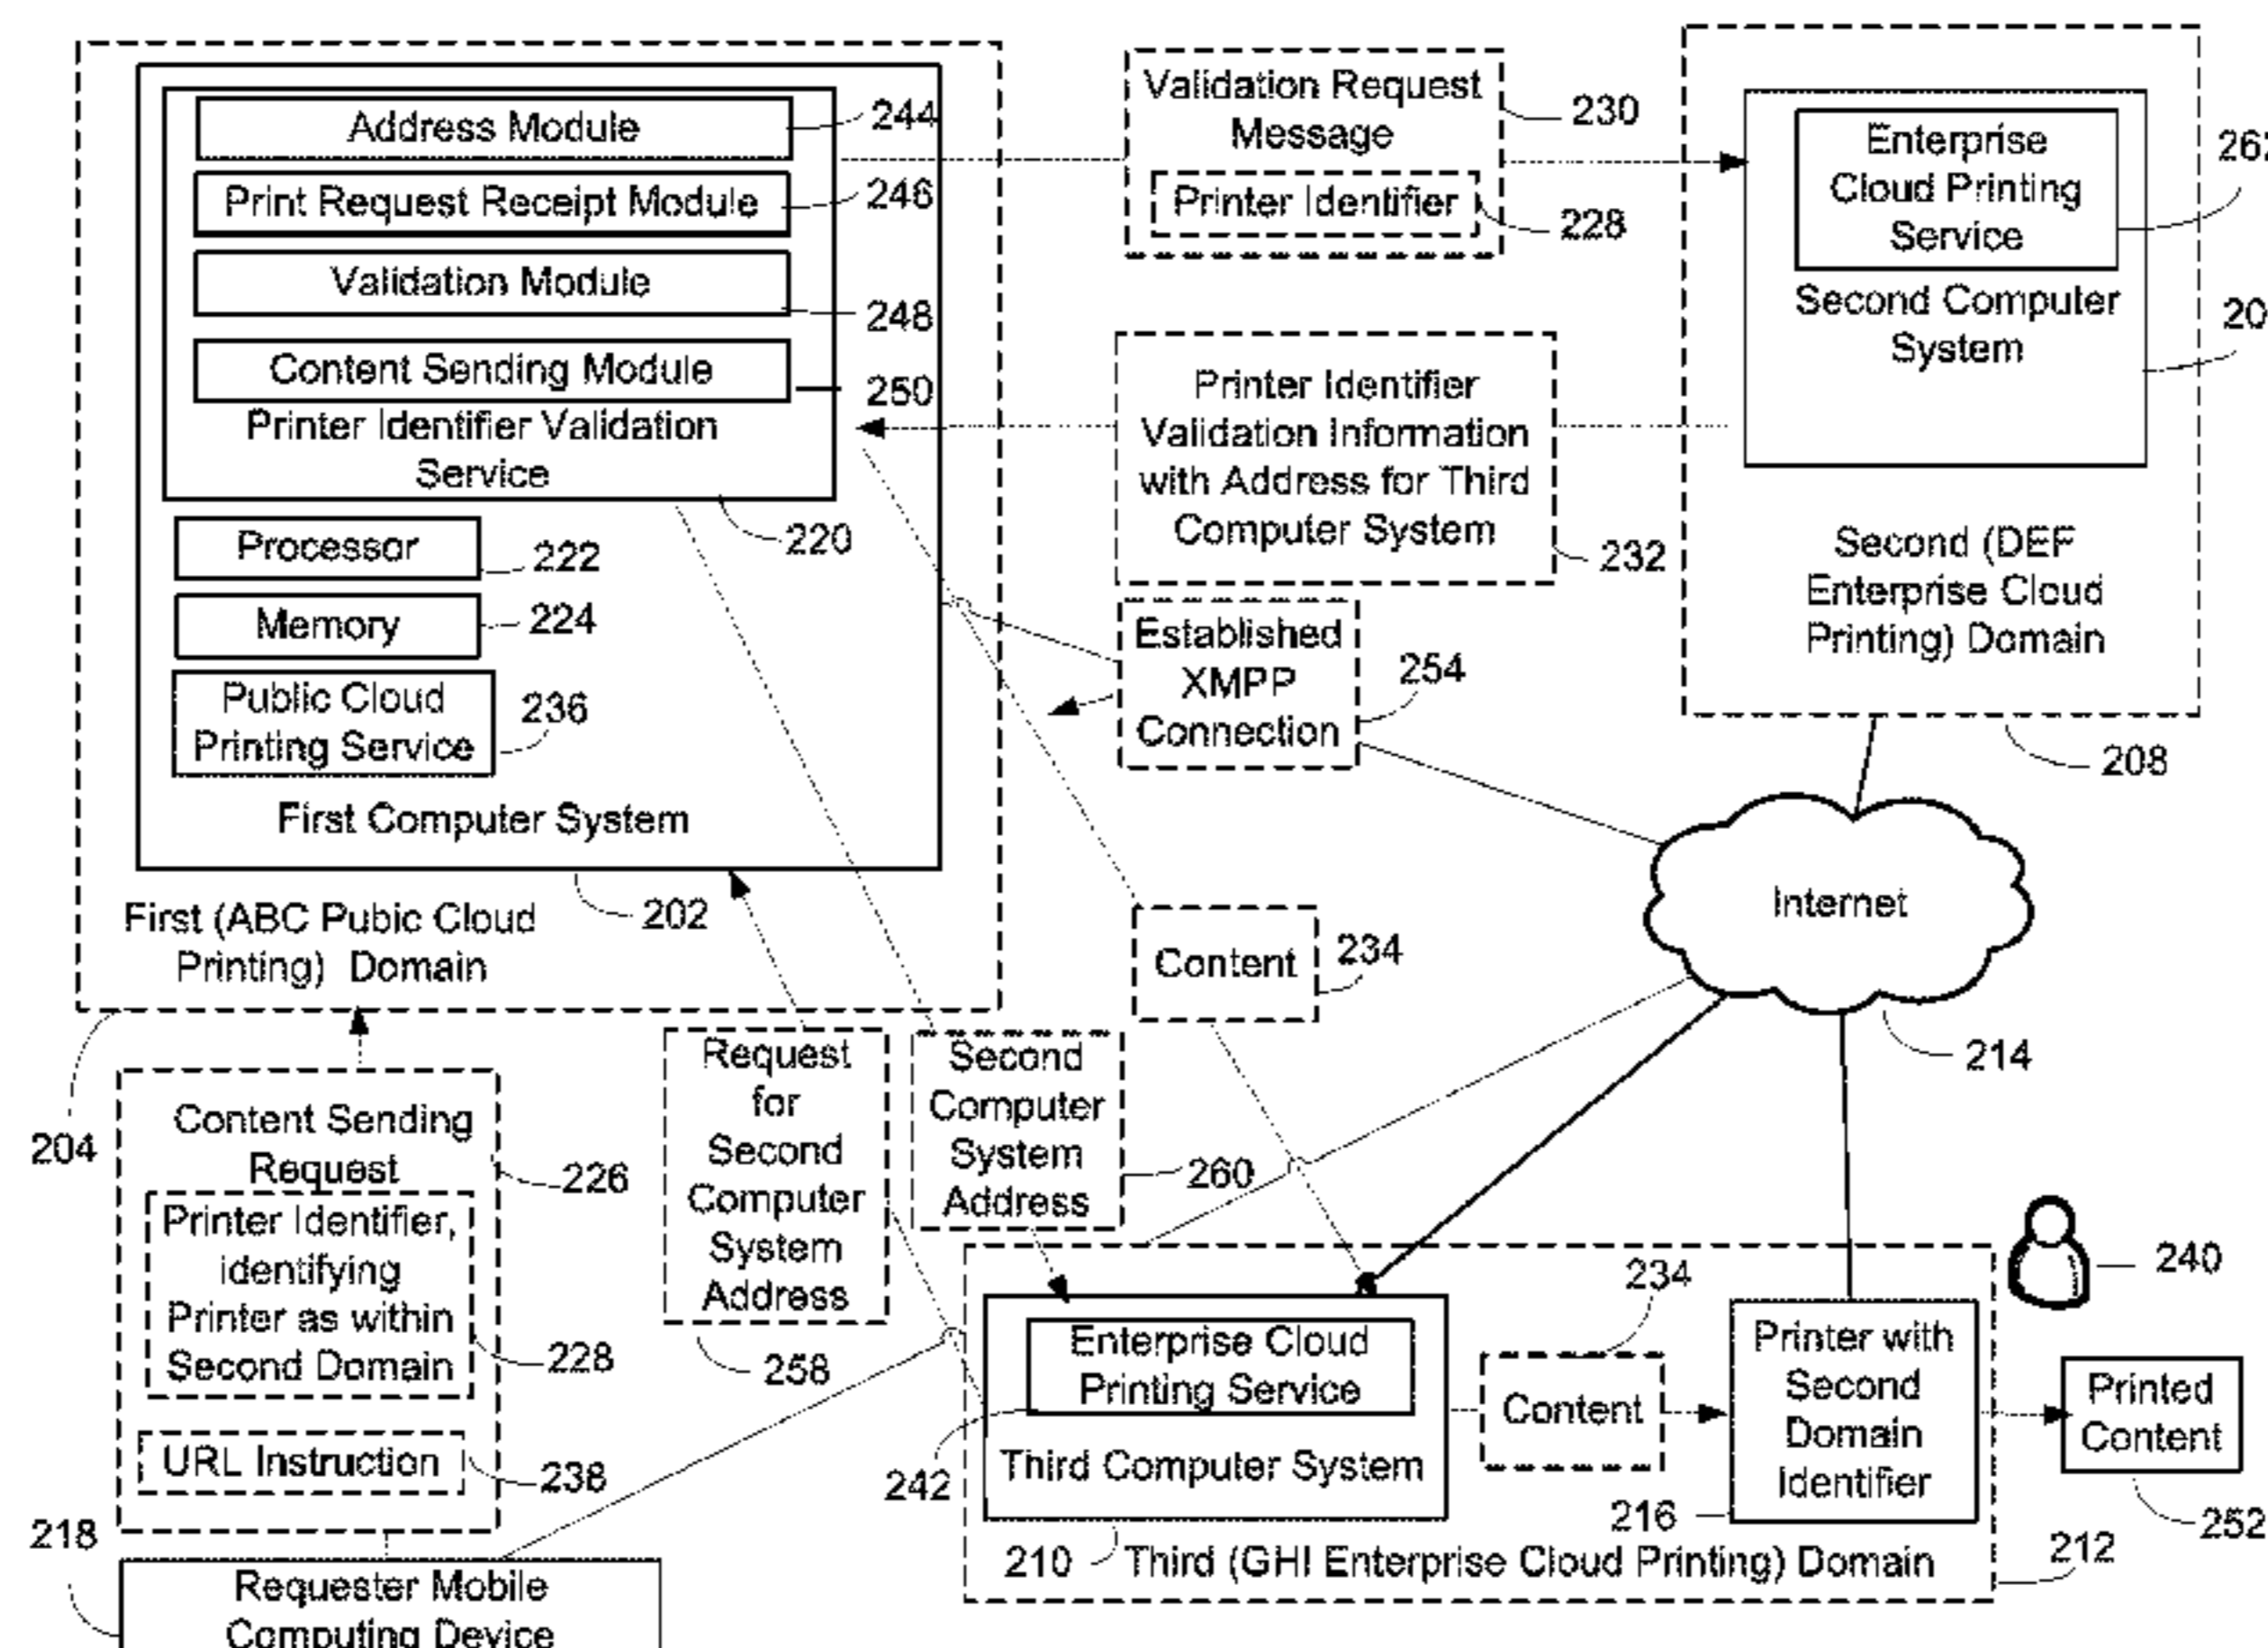 Address Module
244
Print Request Receipt Module
246
Validation Module
248
Content Sending Module
250
Printer Identifier Validation
Service
220
Processor
222
Memory
224
Public Cloud
Printing Service
236
First Computer System
202
First (ABC Pubic Cloud
Printing) Domain
204
Validation Request
Message
230
Printer Identifier
228
Printer Identifier
Validation Information
with Address for Third
Computer System
232
Established
XMPP
Connection
254
Enterprise
Cloud Printing
Service
262
Second Computer
System
20
Second (DEF
Enterprise Cloud
Printing) Domain
208
Internet
214
Content
234
Content Sending
Request
226
Printer Identifier,
identifying
Printer as within
Second Domain
228
URL Instruction
238
218
Requester Mobile
Computing Device
Request
for
Second
Computer
System
Address
258
Second
Computer
System
Address
260
Enterprise Cloud
Printing Service
242
Third Computer System
210
234
Content
Printer with
Second
Domain
Identifier
216
240
Printed
Content
252
Third (GHI Enterprise Cloud Printing) Domain
212